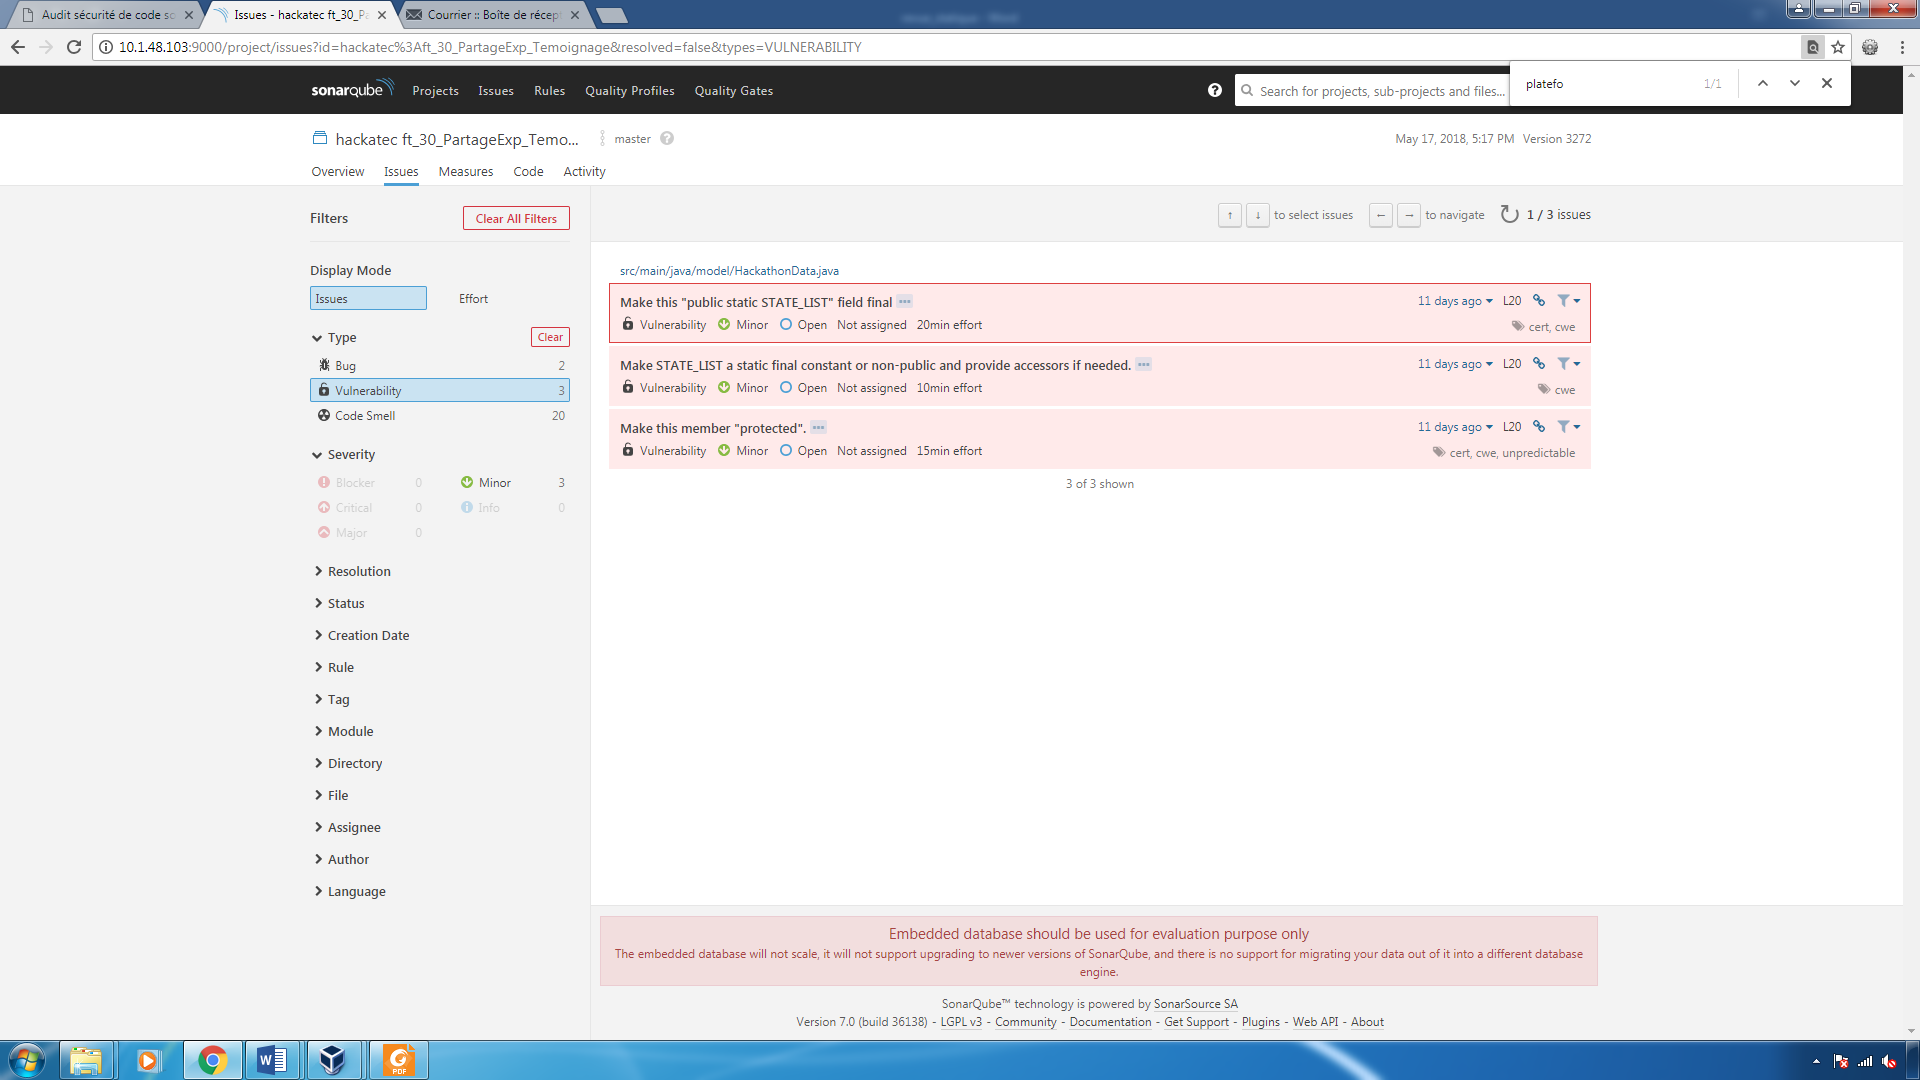 Audit sécurité de code so
Issues - hackatec ft_30_Pa
Courrier :: Boîte de récept
10.1.48.103:9000/project/issues?id=hackatec%3Aft_30_PartageExp_Temoignage&resolved=false&types=VULNERABILITY
platefo 1/1
sonarqube Projects Issues Rules Quality Profiles Quality Gates
Search for projects, sub-projects and files...
hackatec ft_30_PartageExp_Temo... master
May 17, 2018, 5:17 PM Version 3272
Overview Issues Measures Code Activity
Filters Clear All Filters
↑ ↓ to select issues ← → to navigate 1 / 3 issues
Display Mode
Issues Effort
Type Clear
Bug 2
Vulnerability 3
Code Smell 20
Severity
Blocker 0 Minor 3
Critical 0 Info 0
Major 0
Resolution
Status
Creation Date
Rule
Tag
Module
Directory
File
Assignee
Author
Language
src/main/java/model/HackathonData.java
Make this "public static STATE_LIST" field final ... 11 days ago L20
Vulnerability Minor Open Not assigned 20min effort cert, cwe
Make STATE_LIST a static final constant or non-public and provide accessors if needed. ... 11 days ago L20
Vulnerability Minor Open Not assigned 10min effort cwe
Make this member "protected". ... 11 days ago L20
Vulnerability Minor Open Not assigned 15min effort cert, cwe, unpredictable
3 of 3 shown
Embedded database should be used for evaluation purpose only
The embedded database will not scale, it will not support upgrading to newer versions of SonarQube, and there is no support for migrating your data out of it into a different database
engine.
SonarQube™ technology is powered by SonarSource SA
Version 7.0 (build 36138) - LGPL v3 - Community - Documentation - Get Support - Plugins - Web API - About
PDF